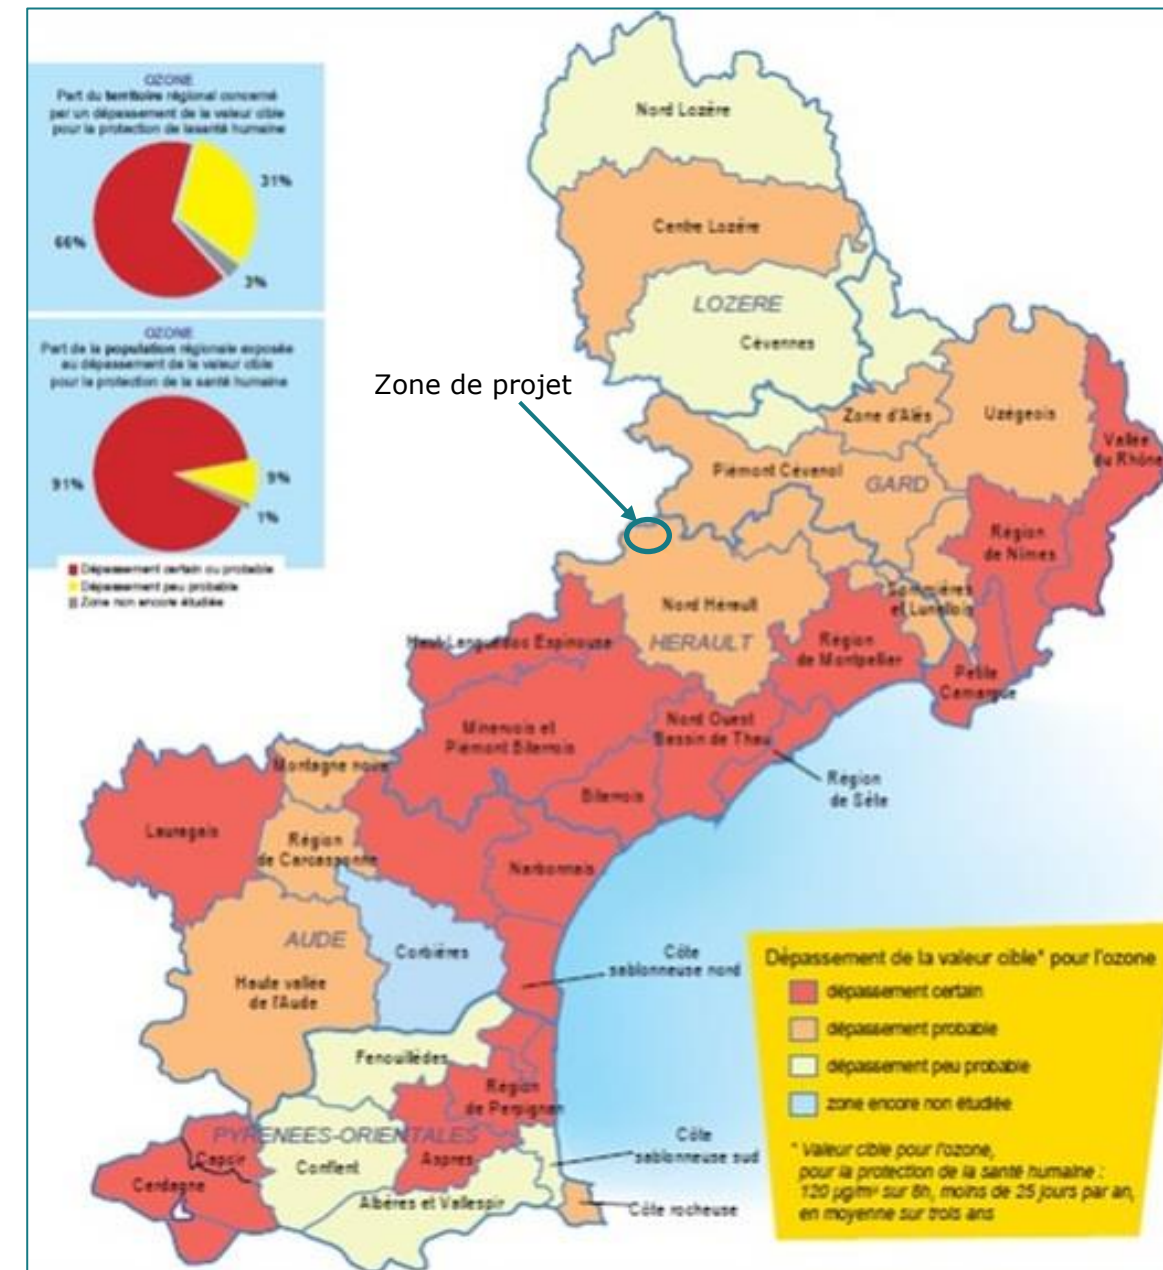 OZONE
Part du territoire régional concerné
par un dépassement de la valeur cible
pour la protection de lasanté humaine
31%
66%
3%
OZONE
Part de la population régionale exposée
au dépassement de la valeur cible
pour la protection de la santé humaine
91%
9%
1%
Dépassement certain ou probable
Dépassement peu probable
Zone non encore étudiée
Zone de projet
Nord Lozère
Centre Lozère
LOZERE
Cévennes
Zone d'Alès
Uzégeois
Vallée
du Rhône
Piémont Cévenol
GARD
Région
de Nîmes
Sommières
et Lunellois
Nord Hérault
HERAULT
Région
de Montpellier
Petite
Camargue
Haut-Languedoc Espinouse
Minervois et
Piémont Biterrois
Nord Ouest
Bassin de Thau
Région
de Sète
Biterrois
Montagne noire
Lauragais
Région
de Carcassonne
Narbonnais
AUDE
Corbières
Haute vallée
de l'Aude
Côte
sablonneuse nord
Fenouillèdes
Région
de Perpignan
PYRENEES-ORIENTALES
Capcir
Cerdagne
Conflent
Aspres
Côte
sablonneuse sud
Albères et Vallespir
Côte rocheuse
Dépassement de la valeur cible* pour l'ozone
dépassement certain
dépassement probable
dépassement peu probable
zone encore non étudiée
* Valeur cible pour l'ozone,
pour la protection de la santé humaine :
120 µg/m³ sur 8h, moins de 25 jours par an,
en moyenne sur trois ans